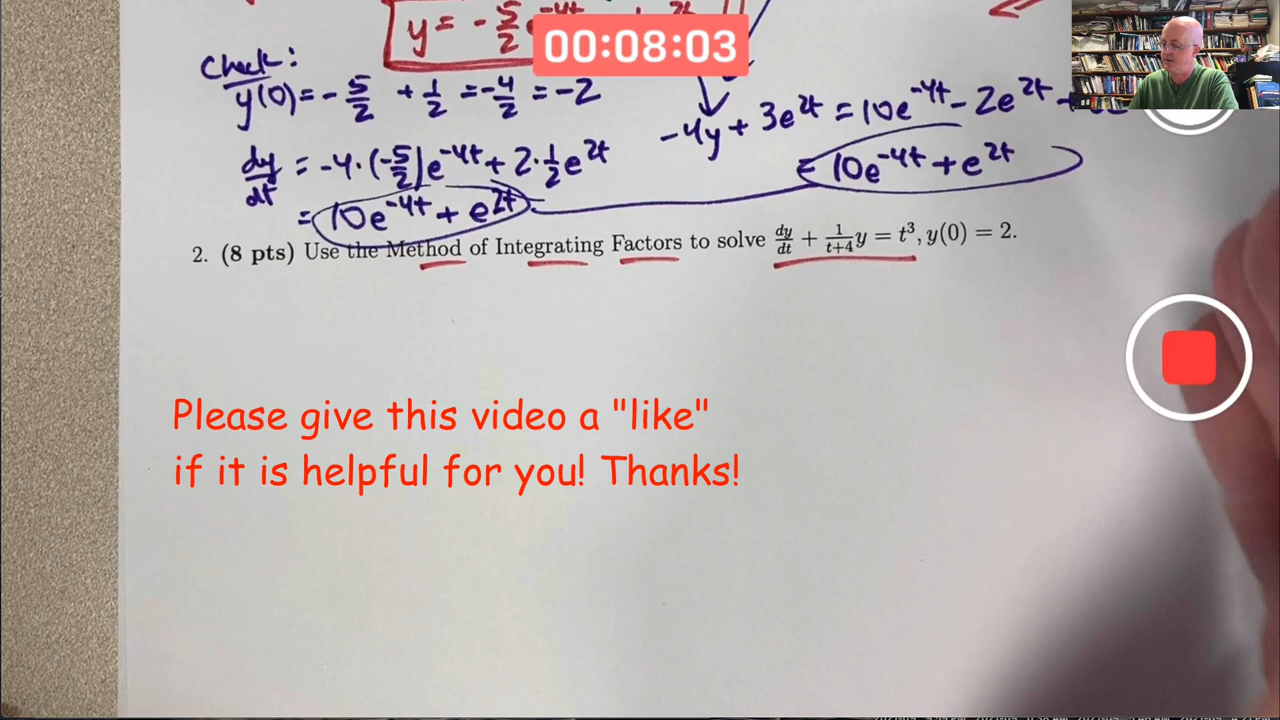 y = - 5/2 e^-4t
00:08:03
Check:
y(0) = - 5/2 + 1/2 = -4/2 = -2
-4y + 3e^2t = 10e^-4t - 2e^2t +
dy/dt = -4·(-5/2)e^-4t + 2·1/2 e^2t
= 10e^-4t + e^2t
= 10e^-4t + e^2t
2. (8 pts) Use the Method of Integrating Factors to solve dy/dt + 1/(t+4) y = t^3, y(0) = 2.
Please give this video a "like"
if it is helpful for you! Thanks!